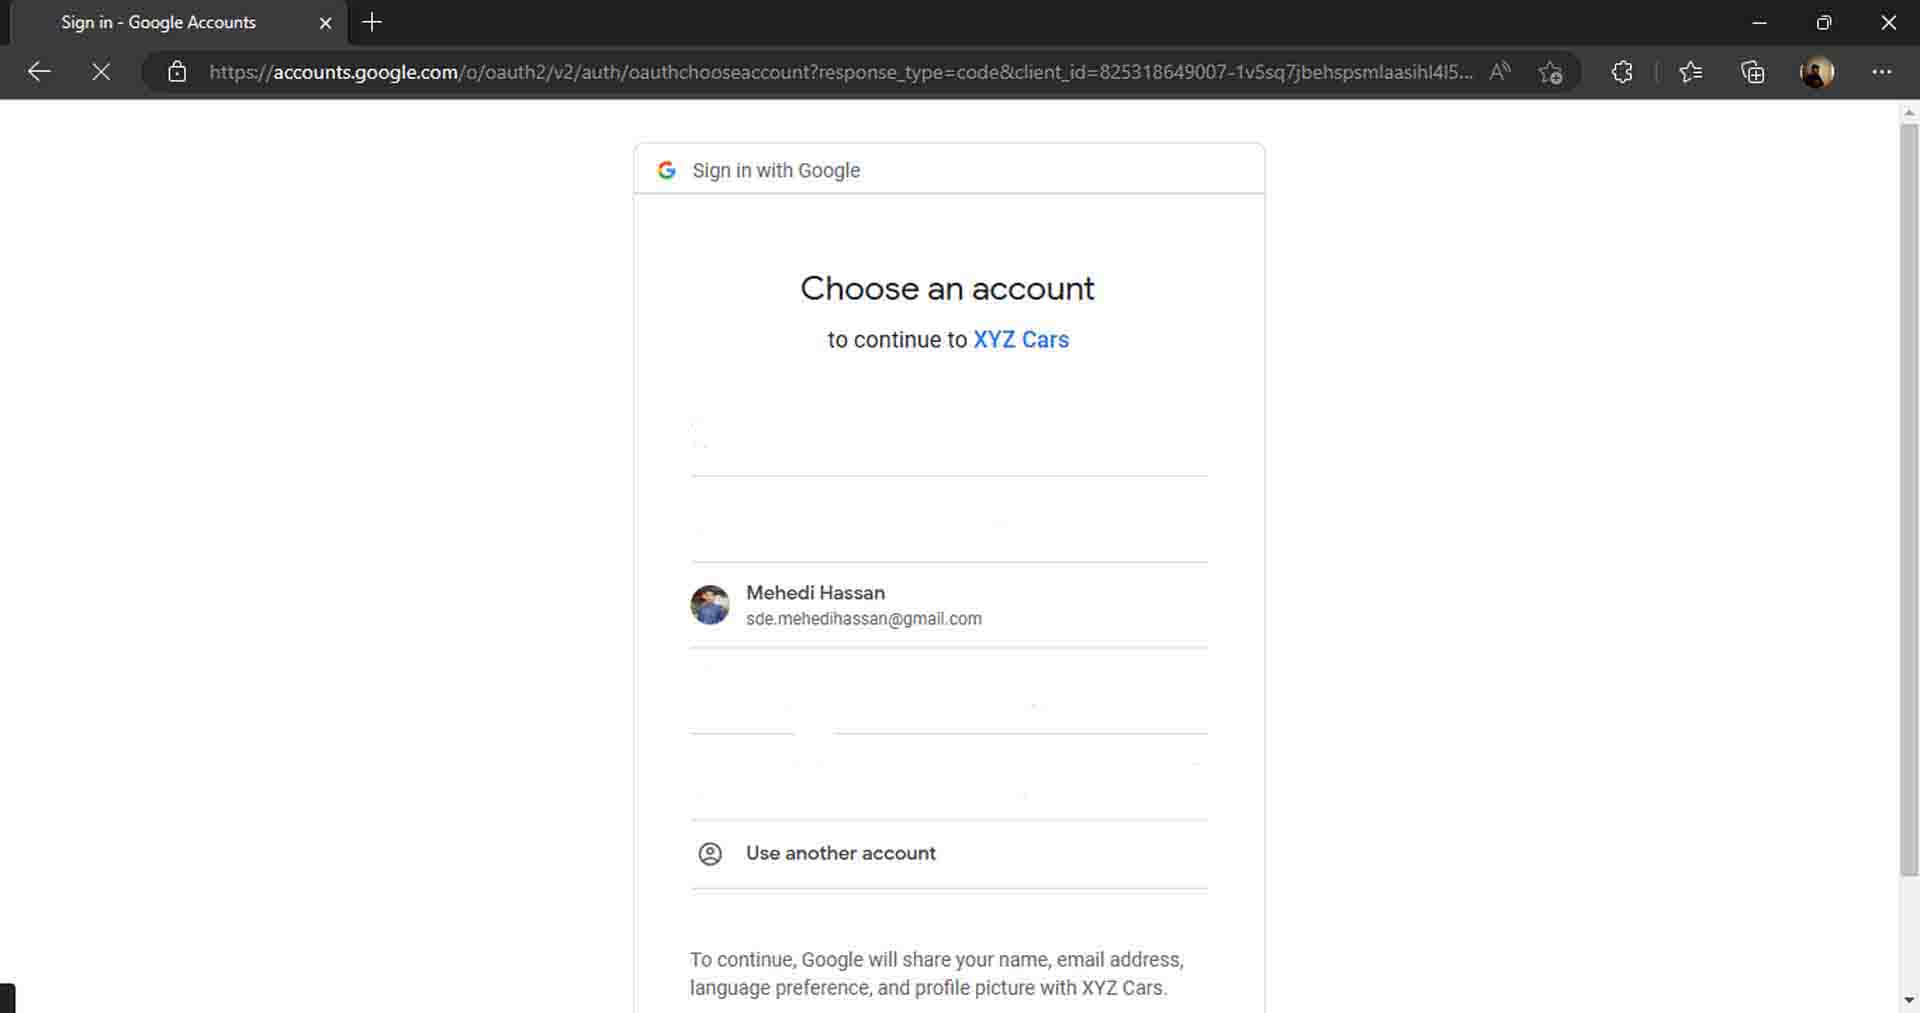 Sign in - Google Accounts
https://accounts.google.com/o/oauth2/v2/auth/oauthchooseaccount?response_type=code&client_id=825318649007-1v5sq7jbehspsmlaasihl4l5...
Sign in with Google
Choose an account
to continue to XYZ Cars
Mehedi Hassan
sde.mehedihassan@gmail.com
Use another account
To continue, Google will share your name, email address,
language preference, and profile picture with XYZ Cars.